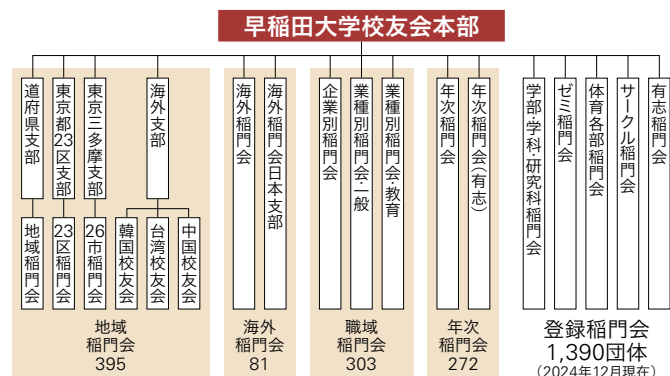 早稲田大学校友会本部
道府県支部
東京都23区支部
東京三多摩支部
海外支部
海外稲門会
海外稲門会日本支部
企業別稲門会
業種別稲門会・一般
業種別稲門会・教育
年次稲門会
年次稲門会(有志)
学部・学科・研究科稲門会
ゼミ稲門会
体育各部稲門会
サークル稲門会
有志稲門会
地域稲門会
23区稲門会
26市稲門会
韓国校友会
台湾校友会
中国校友会
地域
稲門会
395
海外
稲門会
81
職域
稲門会
303
年次
稲門会
272
登録稲門会
1,390団体
(2024年12月現在)